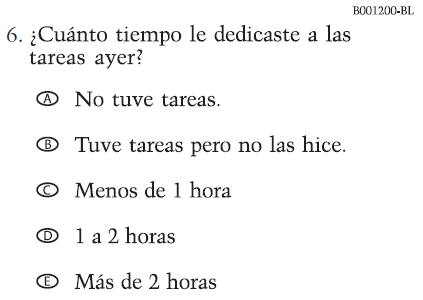 B001200-BL
6. ¿Cuánto tiempo le dedicaste a las
tareas ayer?
A No tuve tareas.
B Tuve tareas pero no las hice.
C Menos de 1 hora
D 1 a 2 horas
E Más de 2 horas